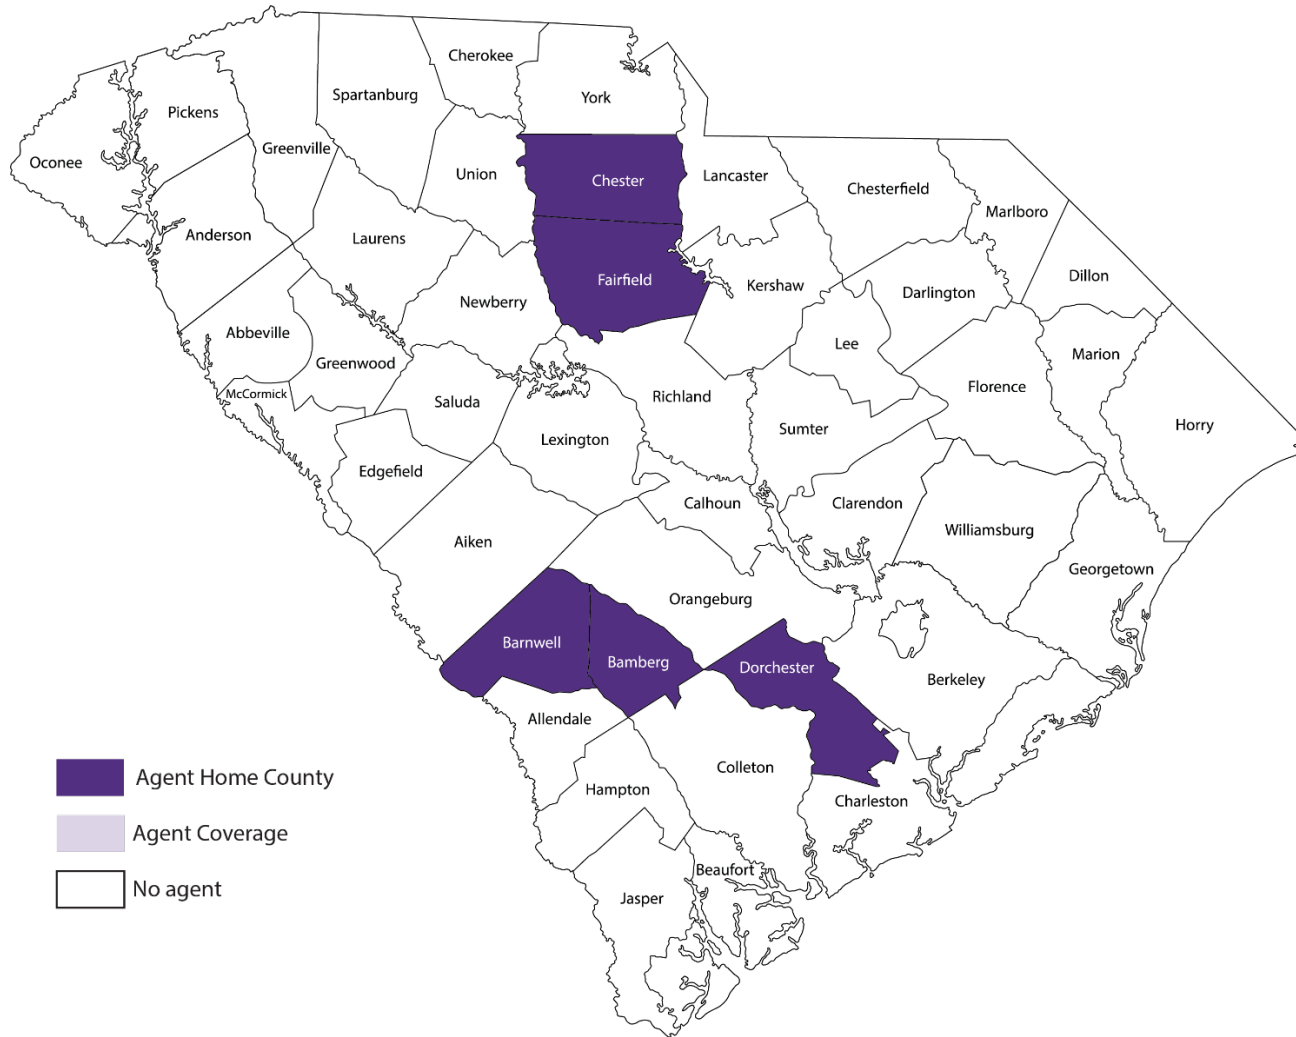 Cherokee
York
Spartanburg
Pickens
Greenville
Oconee
Union
Chester
Lancaster
Chesterfield
Marlboro
Anderson
Laurens
Dillon
Fairfield
Kershaw
Darlington
Newberry
Abbeville
Lee
Marion
Greenwood
Florence
McCormick
Richland
Saluda
Horry
Sumter
Lexington
Edgefield
Calhoun
Clarendon
Williamsburg
Aiken
Georgetown
Orangeburg
Barnwell
Bamberg
Dorchester
Berkeley
Allendale
Colleton
Hampton
Charleston
Beaufort
Jasper
Agent Home County
Agent Coverage
No agent